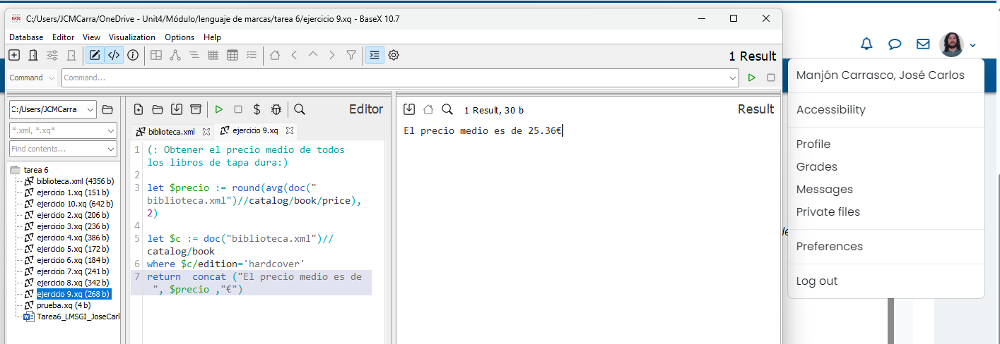 C:/Users/JCMCarra/OneDrive - Unit4/Módulo/lenguaje de marcas/tarea 6/ejercicio 9.xq - BaseX 10.7
Database Editor View Visualization Options Help
1 Result
Command Command...
C:/Users/JCMCarra
*.xml, *.xq*
Find contents...
tarea 6
biblioteca.xml (4356 b)
ejercicio 1.xq (151 b)
ejercicio 10.xq (642 b)
ejercicio 2.xq (206 b)
ejercicio 3.xq (236 b)
ejercicio 4.xq (386 b)
ejercicio 5.xq (172 b)
ejercicio 6.xq (184 b)
ejercicio 7.xq (241 b)
ejercicio 8.xq (342 b)
ejercicio 9.xq (268 b)
prueba.xq (4 b)
Tarea6_LMSGI_JoseCarl
Editor
biblioteca.xml ejercicio 9.xq
1 (: Obtener el precio medio de todos
los libros de tapa dura:)
2
3 let $precio := round(avg(doc("
biblioteca.xml")//catalog/book/price),
2)
4
5 let $c := doc("biblioteca.xml")//
catalog/book
6 where $c/edition='hardcover'
7 return  concat ("El precio medio es de
", $precio ,"€")
1 Result, 30 b
Result
El precio medio es de 25.36€
Manjón Carrasco, José Carlos
Accessibility
Profile
Grades
Messages
Private files
Preferences
Log out